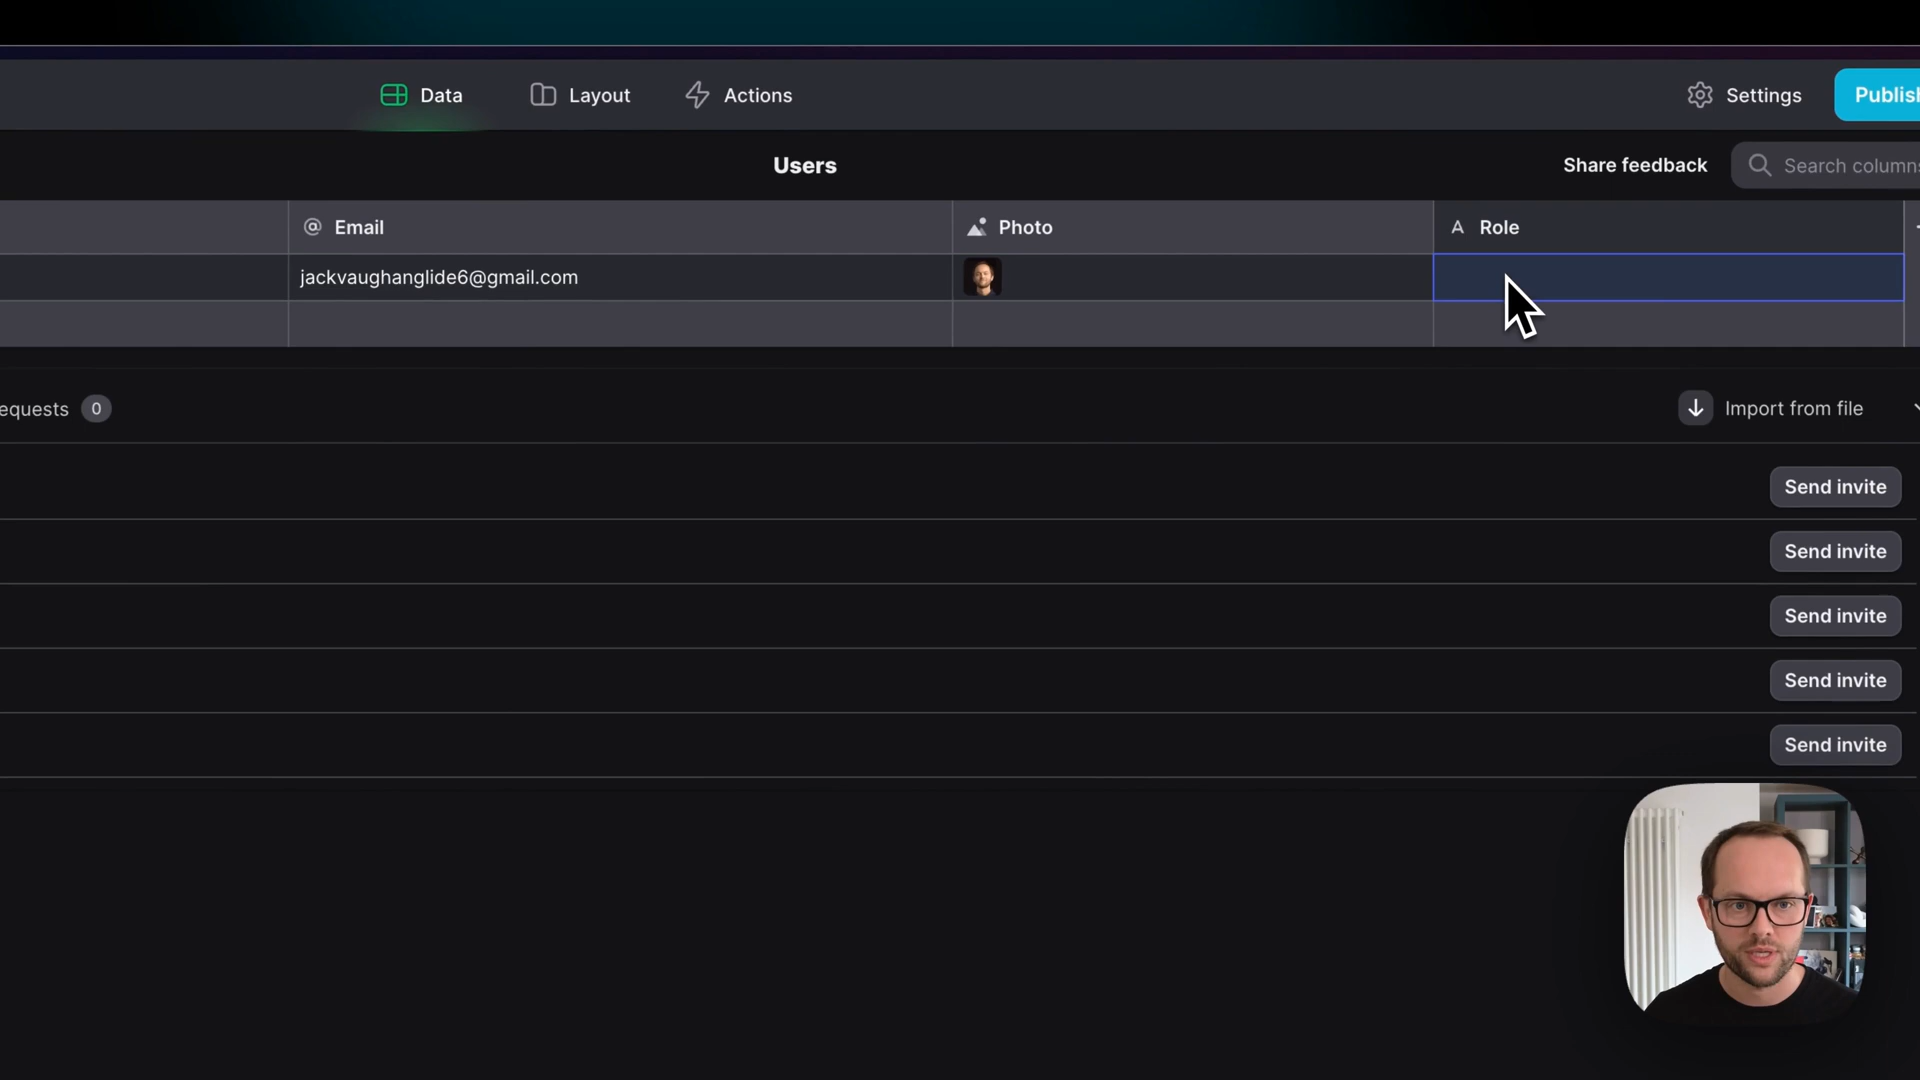 Data Layout Actions Settings Publish
Users Share feedback Search columns
@ Email Photo A Role
jackvaughanglide6@gmail.com
equests 0 Import from file
Send invite
Send invite
Send invite
Send invite
Send invite